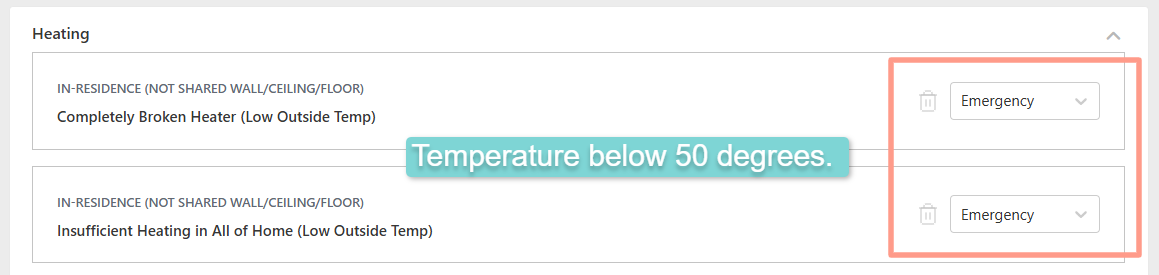 Heating
IN-RESIDENCE (NOT SHARED WALL/CEILING/FLOOR)
Completely Broken Heater (Low Outside Temp)
Emergency
Temperature below 50 degrees.
IN-RESIDENCE (NOT SHARED WALL/CEILING/FLOOR)
Insufficient Heating in All of Home (Low Outside Temp)
Emergency